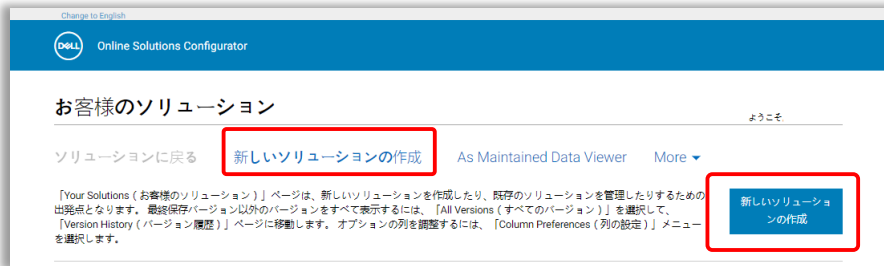 Change to English
DELL Online Solutions Configurator
お客様のソリューション
ようこそ
ソリューションに戻る 新しいソリューションの作成 As Maintained Data Viewer More
「Your Solutions ( お客様のソリューション ) 」ページは、新しいソリューションを作成したり、既存のソリューションを管理したりするための
出発点となります。 最終保存バージョン以外のバージョンをすべて表示するには、「All Versions ( すべてのバージョン ) 」を選択して、
「Version History ( バージョン履歴 ) 」ページに移動します。 オプションの列を調整するには、「Column Preferences ( 列の設定 ) 」メニュー
を選択します。
新しいソリューショ
ンの作成